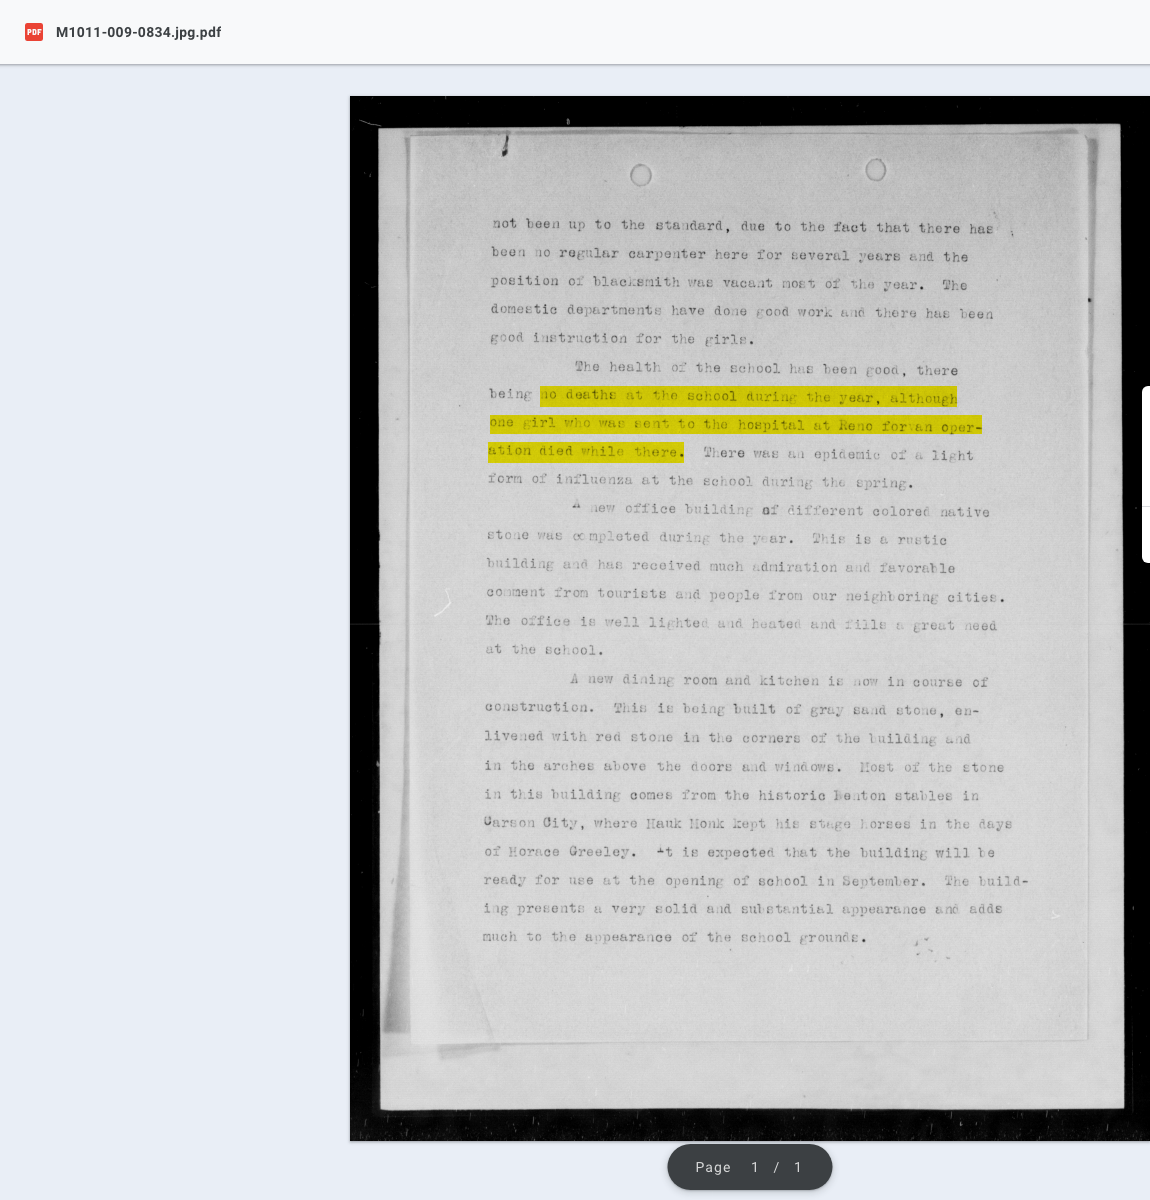 M1011-009-0834.jpg.pdf
not been up to the standard, due to the fact that there has
been no regular carpenter here for several years and the
position of blacksmith was vacant most of the year. The
domestic departments have done good work and there has been
good instruction for the girls.
The health of the school has been good, there
being no deaths at the school during the year, although
one girl who was sent to the hospital at Reno for an oper-
ation died while there. There was an epidemic of a light
form of influenza at the school during the spring.
A new office building of different colored native
stone was completed during the year. This is a rustic
building and has received much admiration and favorable
comment from tourists and people from our neighboring cities.
The office is well lighted and heated and fills a great need
at the school.
A new dining room and kitchen is now in course of
construction. This is being built of gray sand stone, en-
livened with red stone in the corners of the building and
in the arches above the doors and windows. Most of the stone
in this building comes from the historic Benton stables in
Carson City, where Hank Monk kept his stage horses in the days
of Horace Greeley. It is expected that the building will be
ready for use at the opening of school in September. The build-
ing presents a very solid and substantial appearance and adds
much to the appearance of the school grounds.
Page 1 / 1